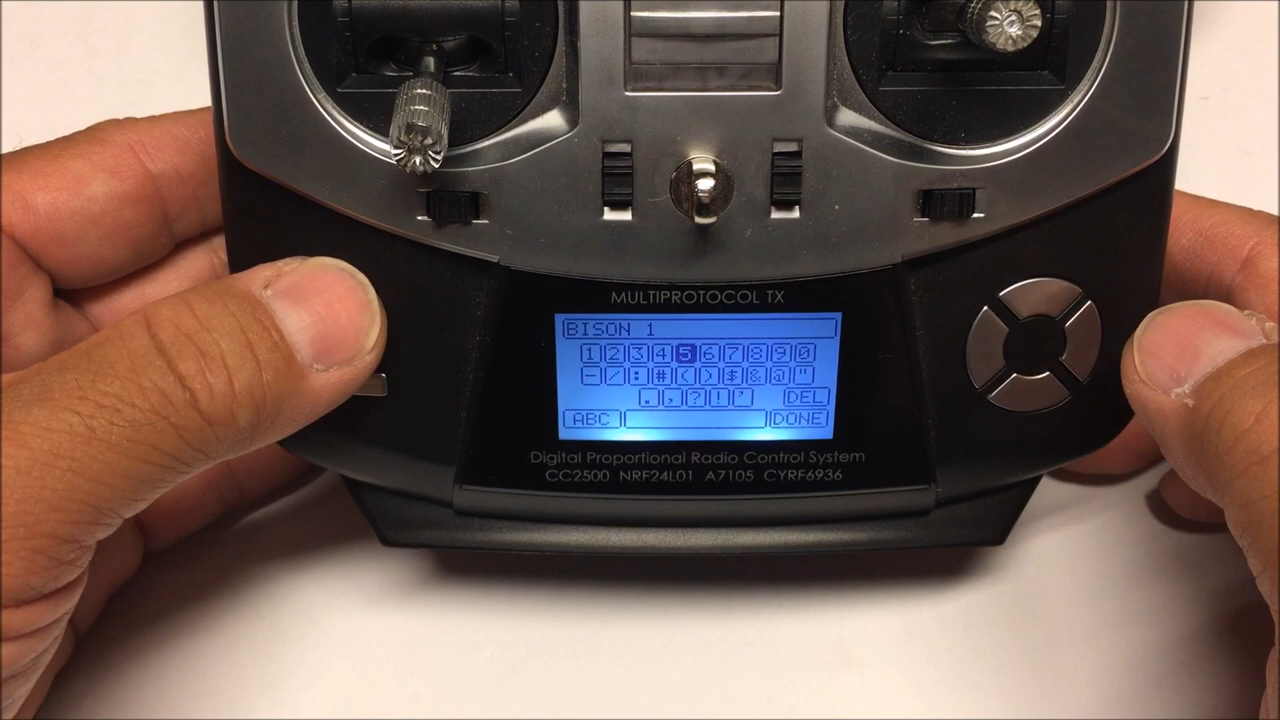 MULTIPROTOCOL TX
BISON 1
1 2 3 4 5 6 7 8 9 0
- / : # < > $ & @ "
. , ? ! ' DEL
ABC DONE
Digital Proportional Radio Control System
CC2500 NRF24L01 A7105 CYRF6936